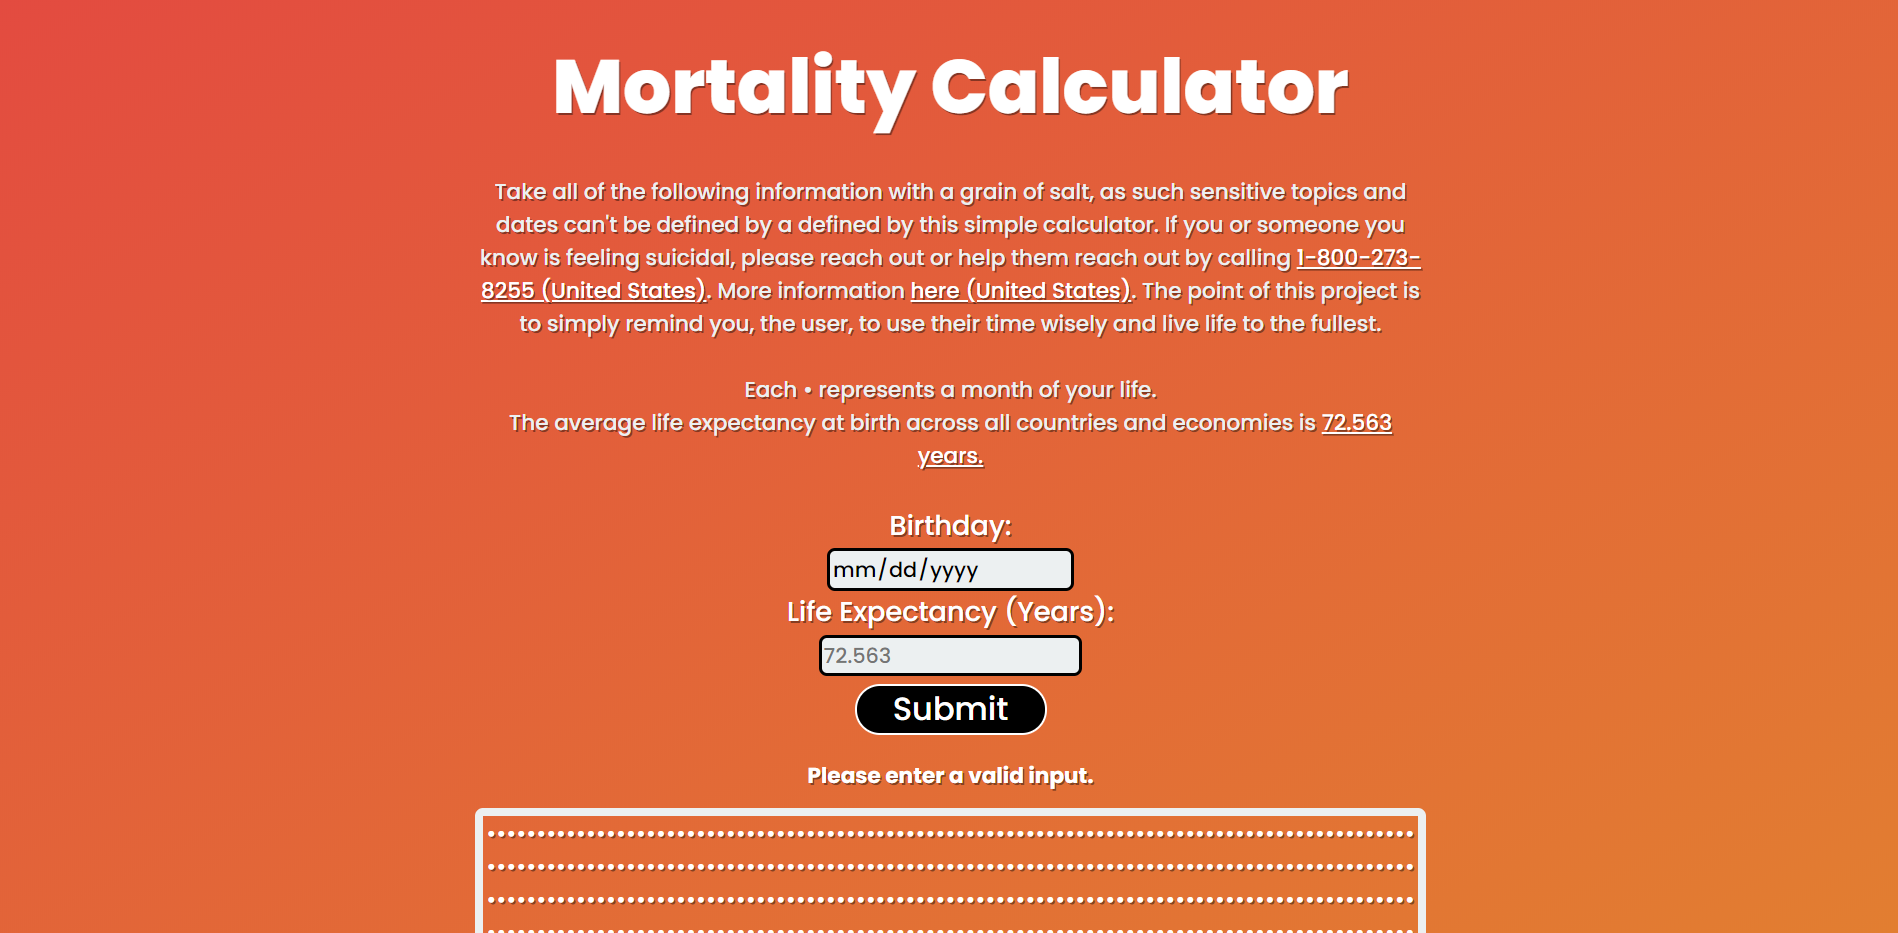 Mortality Calculator
Take all of the following information with a grain of salt, as such sensitive topics and
dates can't be defined by a defined by this simple calculator. If you or someone you
know is feeling suicidal, please reach out or help them reach out by calling 1-800-273-
8255 (United States). More information here (United States). The point of this project is
to simply remind you, the user, to use their time wisely and live life to the fullest.
Each • represents a month of your life.
The average life expectancy at birth across all countries and economies is 72.563
years.
Birthday:
mm/dd/yyyy
Life Expectancy (Years):
72.563
Submit
Please enter a valid input.